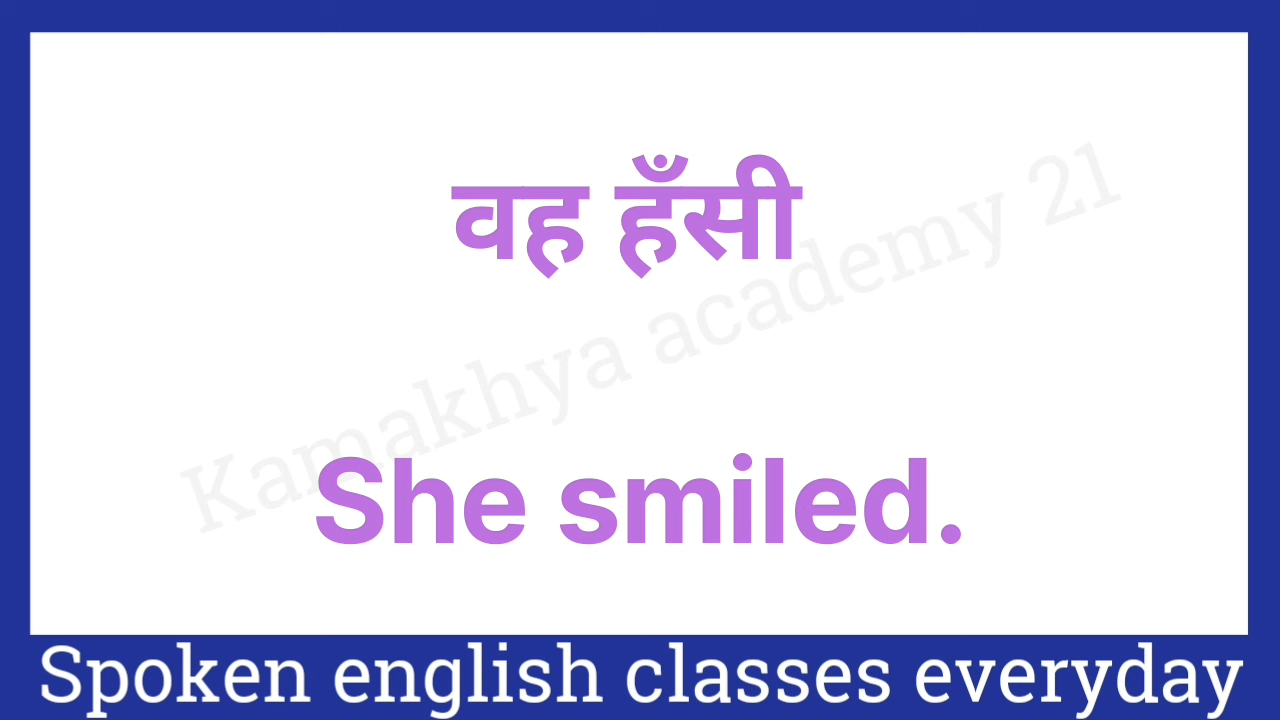 वह हँसी
Kamakhya academy 21
She smiled.
Spoken english classes everyday